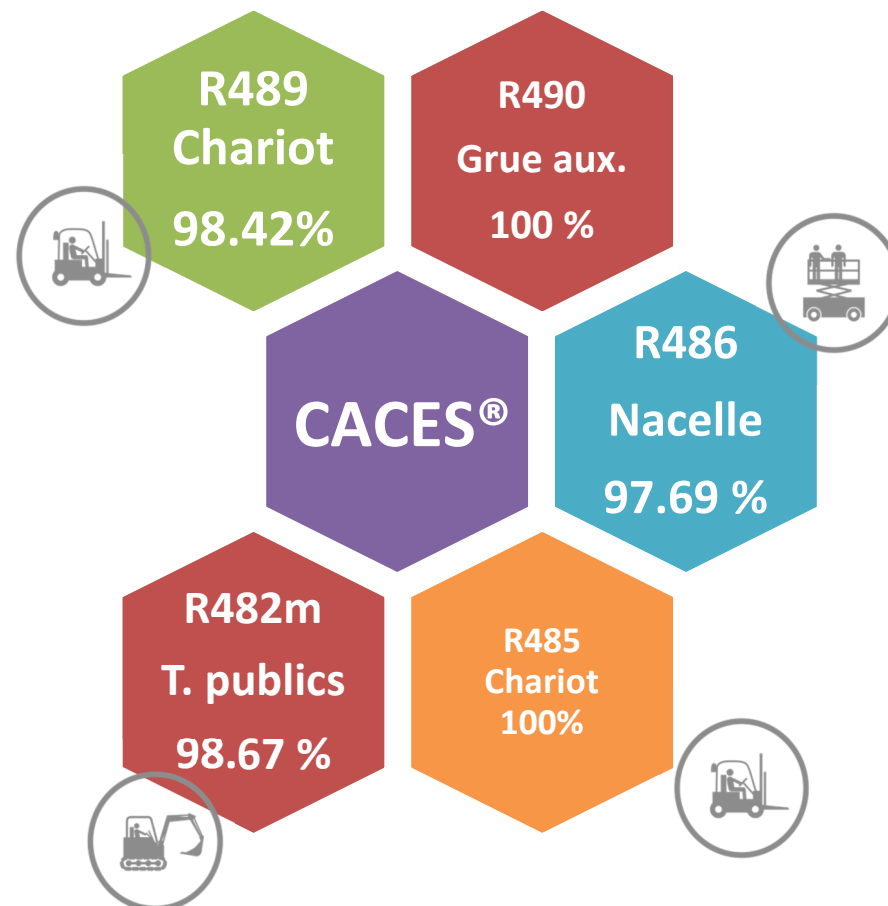 R489
Chariot
98.42%
R490
Grue aux.
100 %
CACES®
R486
Nacelle
97.69 %
R482m
T. publics
98.67 %
R485
Chariot
100%